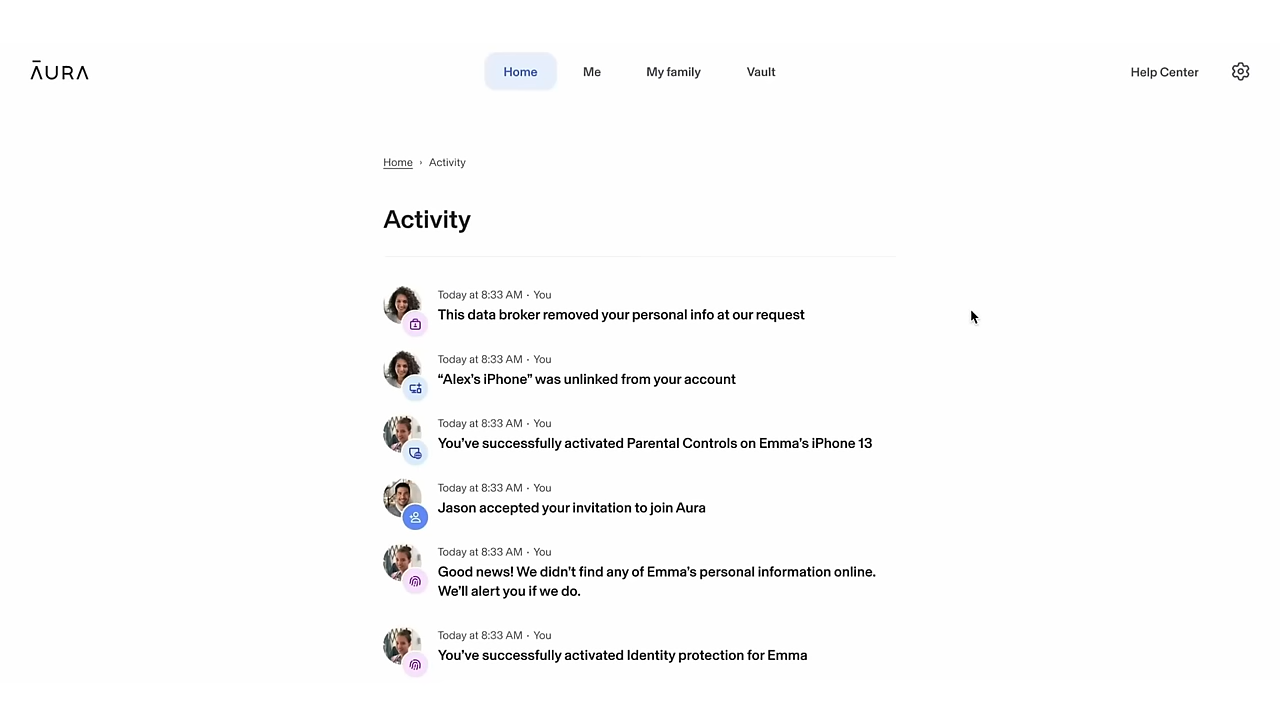 ĀURA
Home
Me
My family
Vault
Help Center
Home › Activity
Activity
Today at 8:33 AM · You
This data broker removed your personal info at our request
Today at 8:33 AM · You
“Alex’s iPhone” was unlinked from your account
Today at 8:33 AM · You
You’ve successfully activated Parental Controls on Emma’s iPhone 13
Today at 8:33 AM · You
Jason accepted your invitation to join Aura
Today at 8:33 AM · You
Good news! We didn’t find any of Emma’s personal information online.
We’ll alert you if we do.
Today at 8:33 AM · You
You’ve successfully activated Identity protection for Emma